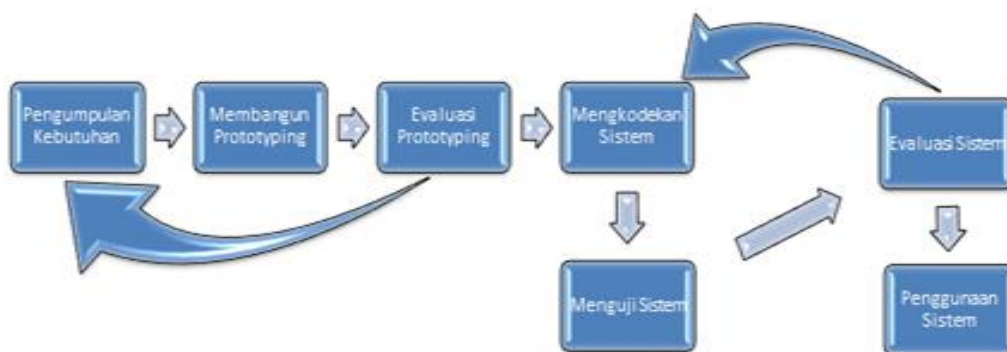 Pengumpulan
Kebutuhan
Membangun
Prototyping
Evaluasi
Prototyping
Mengkodekan
Sistem
Evaluasi Sistem
Menguji Sistem
Penggunaan
Sistem